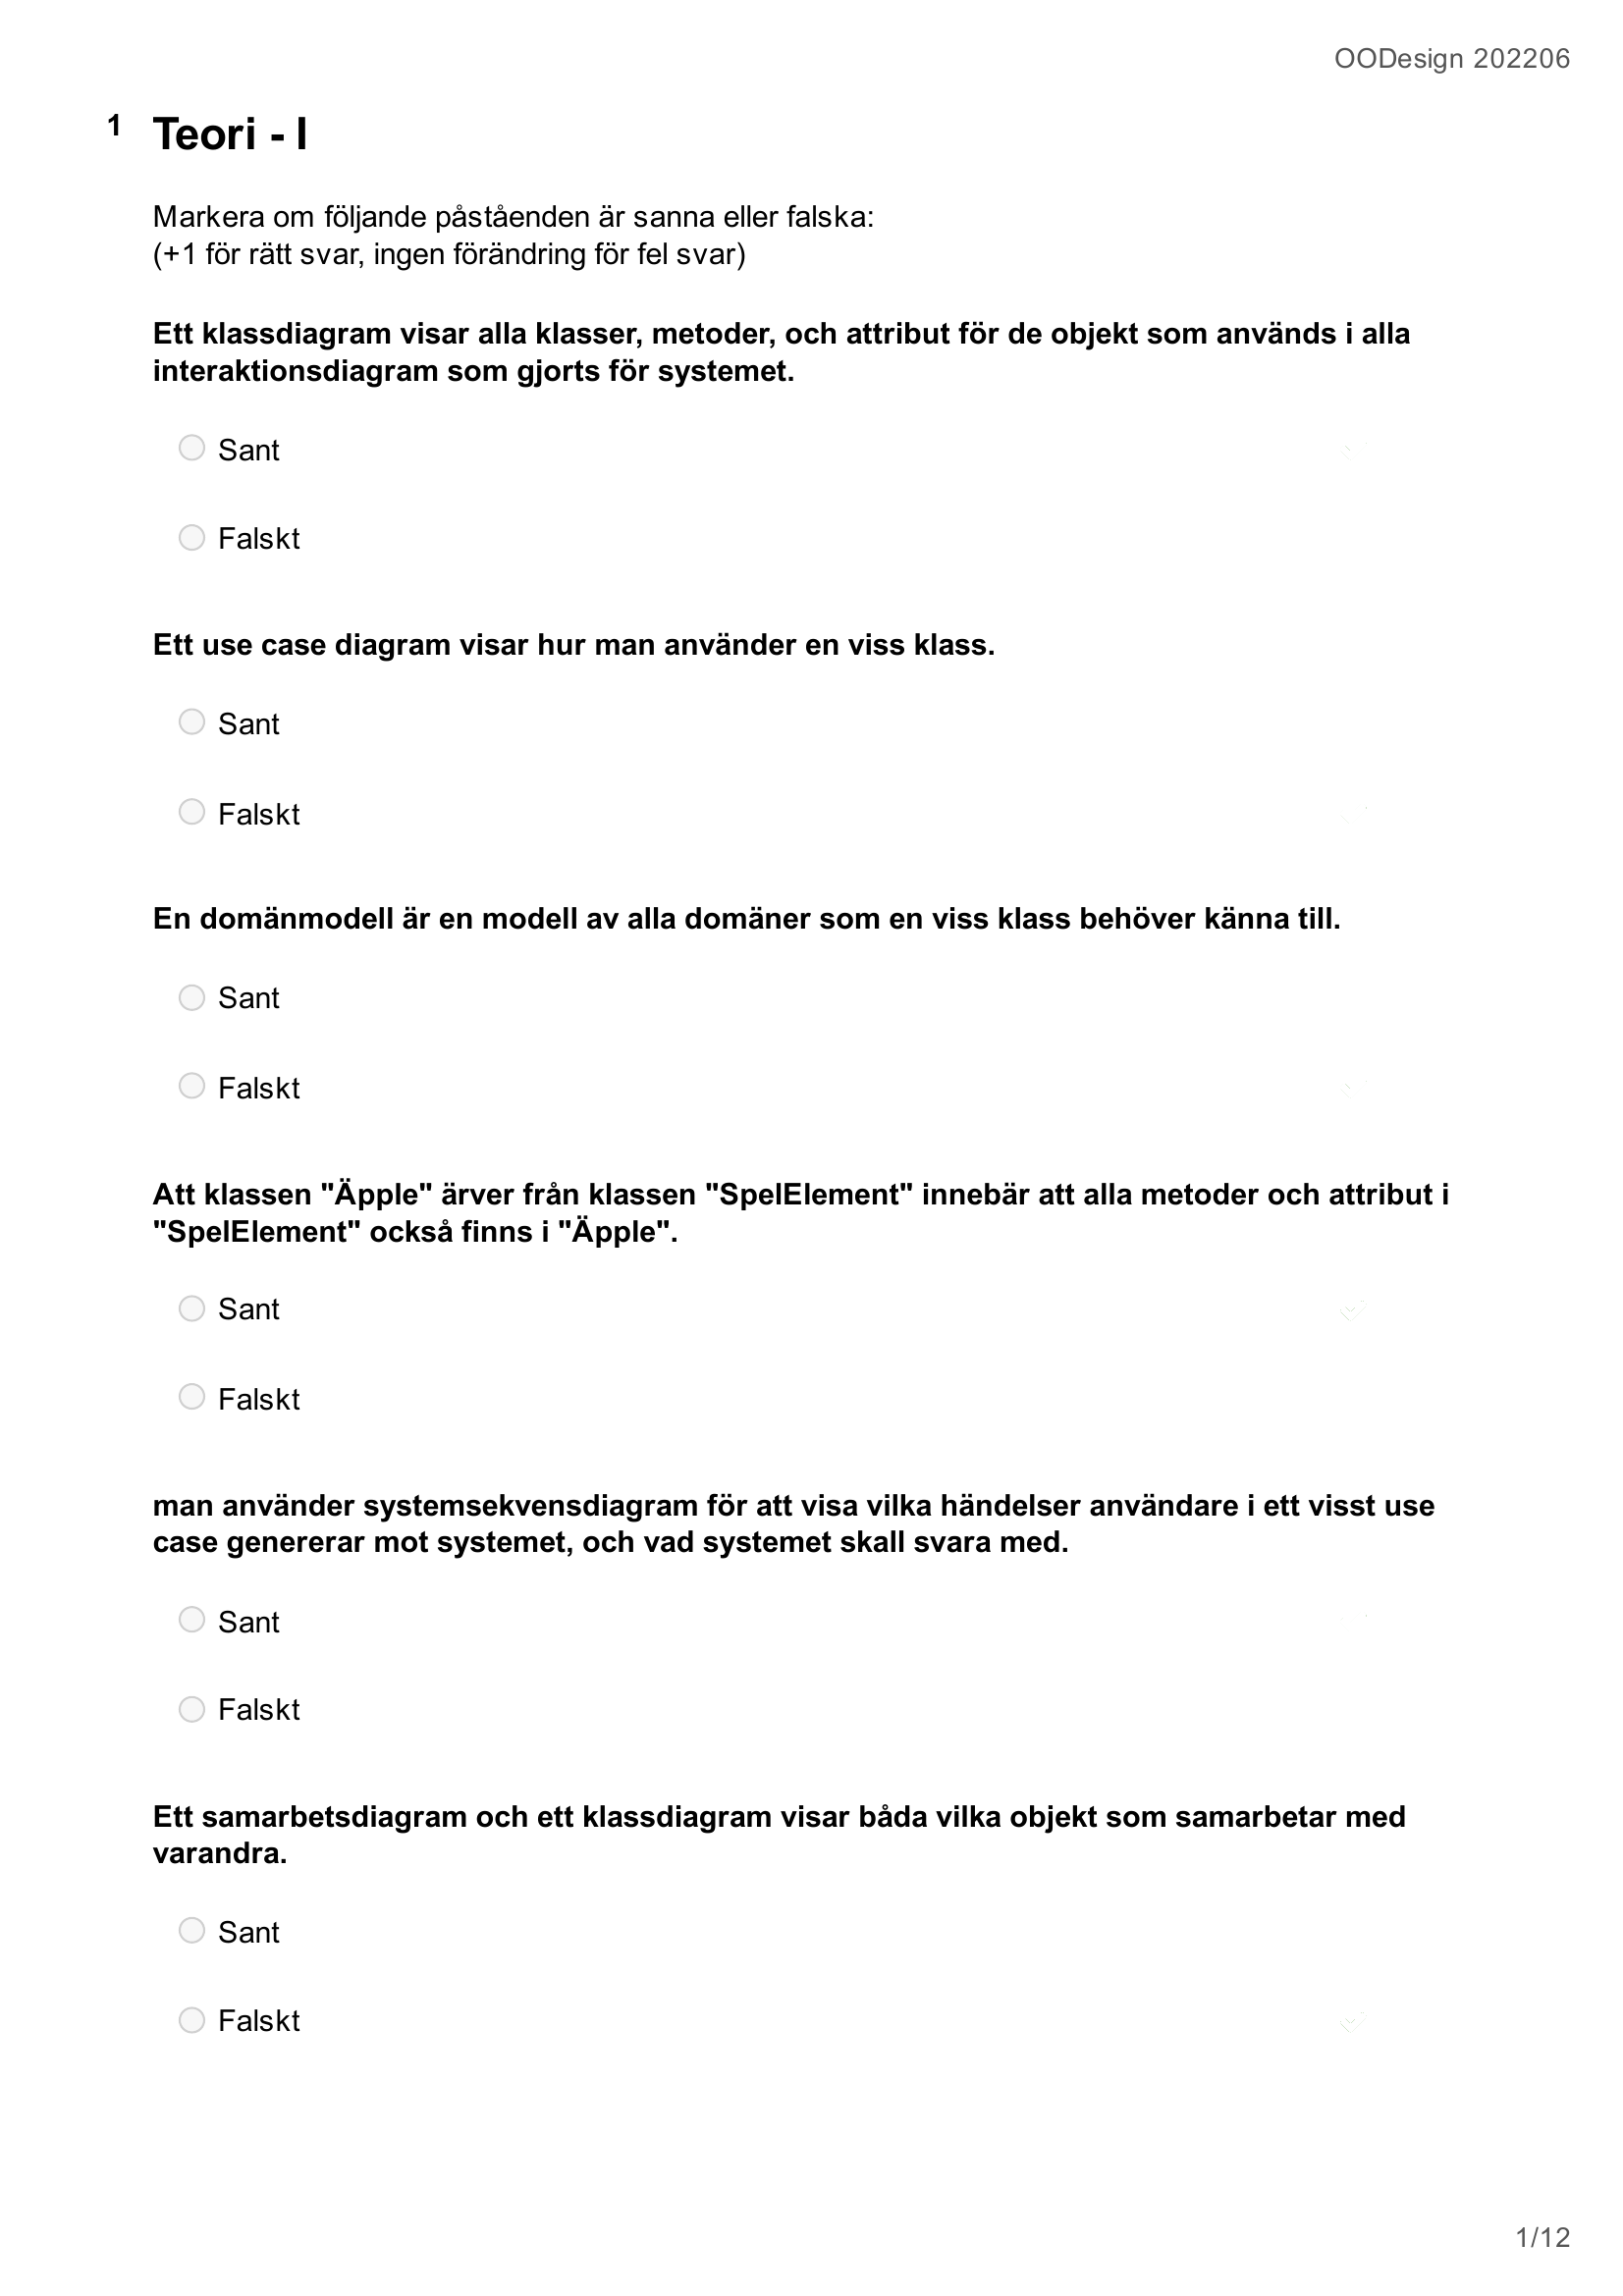 OODesign 202206
1 Teori - I
Markera om följande påståenden är sanna eller falska:
(+1 för rätt svar, ingen förändring för fel svar)
Ett klassdiagram visar alla klasser, metoder, och attribut för de objekt som används i alla
interaktionsdiagram som gjorts för systemet.
Sant
Falskt
Ett use case diagram visar hur man använder en viss klass.
Sant
Falskt
En domänmodell är en modell av alla domäner som en viss klass behöver känna till.
Sant
Falskt
Att klassen "Äpple" ärver från klassen "SpelElement" innebär att alla metoder och attribut i
"SpelElement" också finns i "Äpple".
Sant
Falskt
man använder systemsekvensdiagram för att visa vilka händelser användare i ett visst use
case genererar mot systemet, och vad systemet skall svara med.
Sant
Falskt
Ett samarbetsdiagram och ett klassdiagram visar båda vilka objekt som samarbetar med
varandra.
Sant
Falskt
1/12